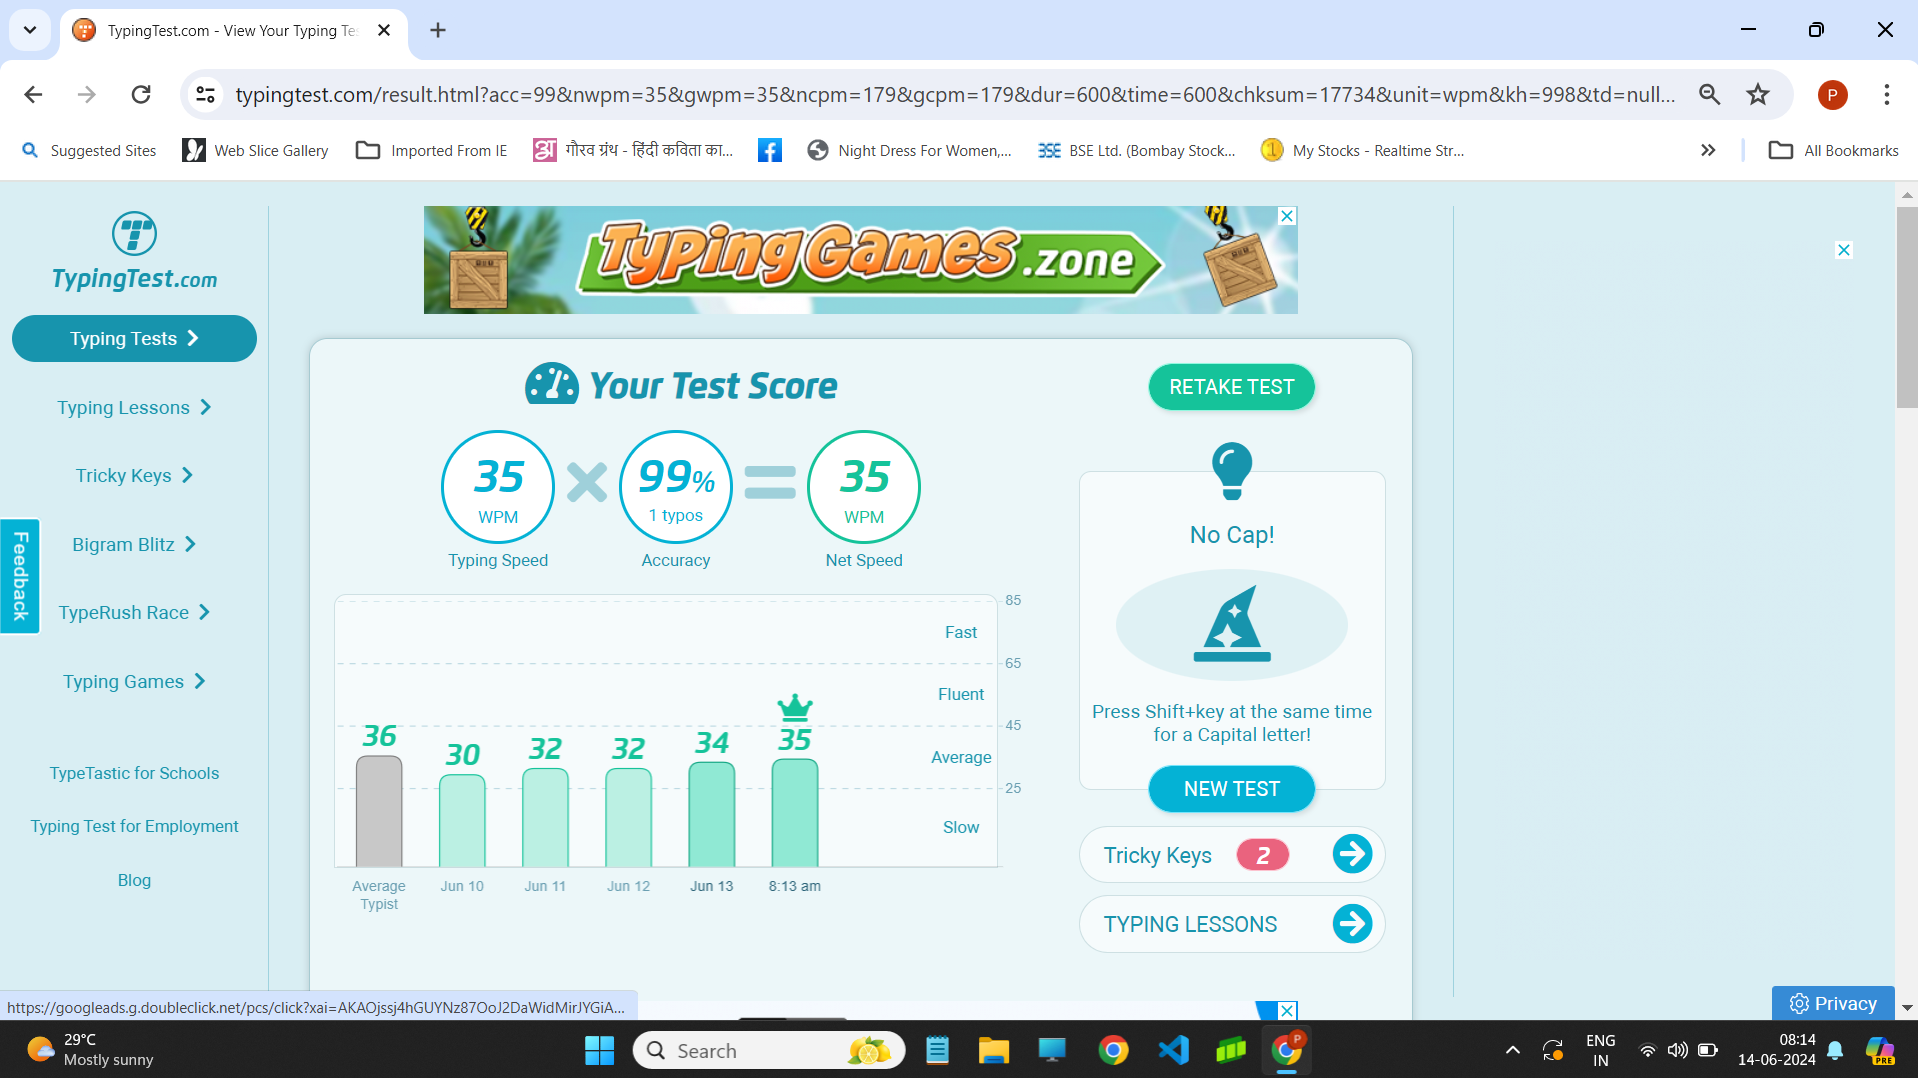 TypingTest.com - View Your Typing Te
typingtest.com/result.html?acc=99&nwpm=35&gwpm=35&ncpm=179&gcpm=179&dur=600&time=600&chksum=17734&unit=wpm&kh=998&td=null...
P
Suggested Sites
Web Slice Gallery
Imported From IE
अ
गौरव ग्रंथ - हिंदी कविता का...
Night Dress For Women,...
BSE
BSE Ltd. (Bombay Stock...
My Stocks - Realtime Str...
All Bookmarks
TypingTest.com
Typing Tests
Typing Lessons
Tricky Keys
Bigram Blitz
TypeRush Race
Typing Games
TypeTastic for Schools
Typing Test for Employment
Blog
Feedback
TypingGames.zone
Your Test Score
35
WPM
Typing Speed
99%
1 typos
Accuracy
35
WPM
Net Speed
85
Fast
65
Fluent
45
Average
25
Slow
36
30
32
32
34
35
Average
Typist
Jun 10
Jun 11
Jun 12
Jun 13
8:13 am
RETAKE TEST
No Cap!
Press Shift+key at the same time
for a Capital letter!
NEW TEST
Tricky Keys
2
TYPING LESSONS
Privacy
https://googleads.g.doubleclick.net/pcs/click?xai=AKAOjssj4hGUYNz87OoJ2DaWidMirJYGiA...
29°C
Mostly sunny
Search
P
ENG
IN
08:14
14-06-2024
PRE